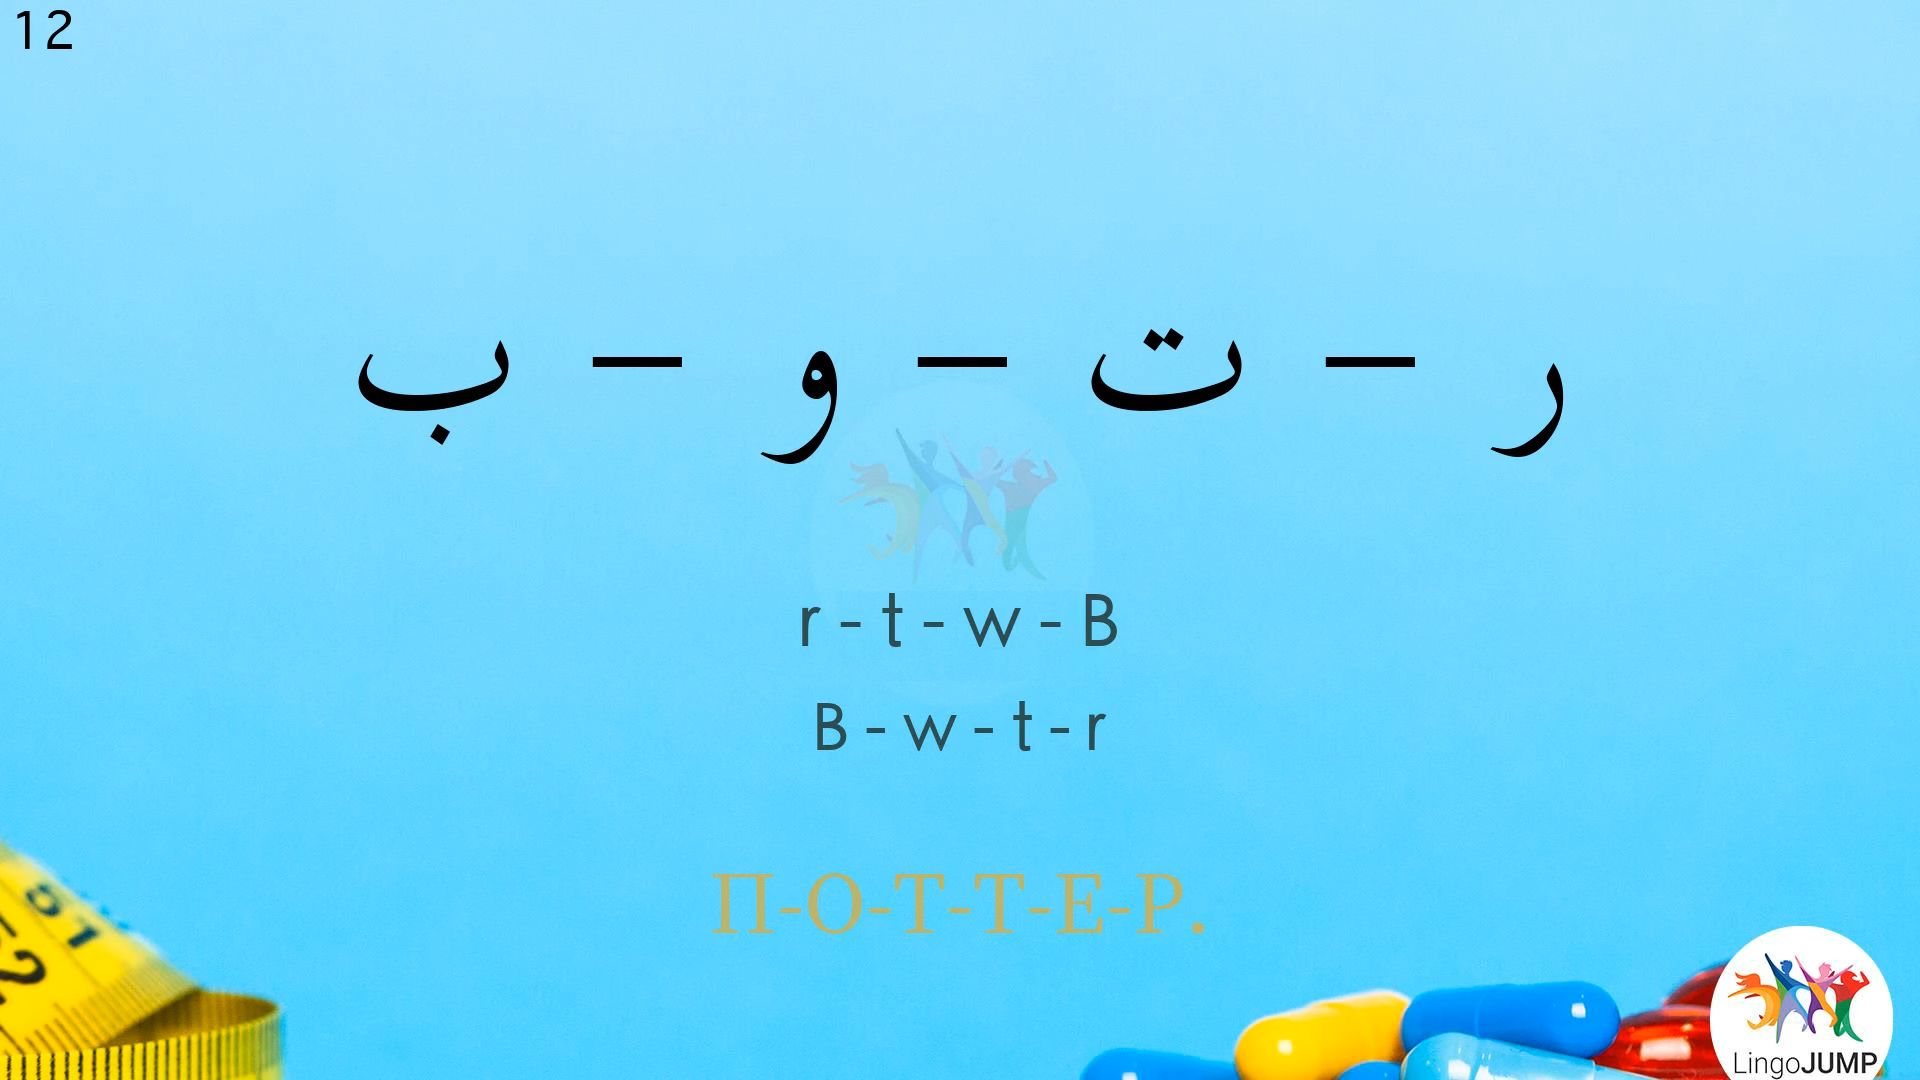 12
ر – ت – و – ب
r - t - w - B
B - w - t - r
П-О-Т-Т-Е-Р.
LingoJUMP